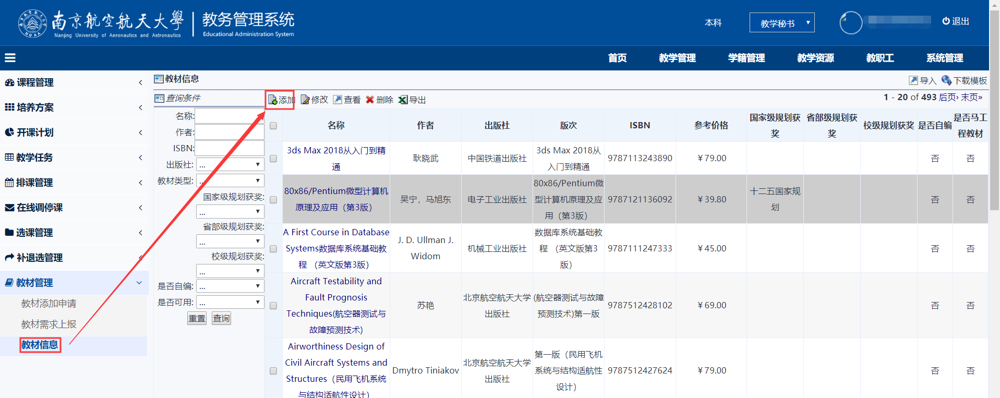 南京航空航天大學
Nanjing University of Aeronautics and Astronautics
教务管理系统
Educational Administration System
NUAA
1952
本科
教学秘书
退出
首页 教学管理 学籍管理 教学资源 教职工 系统管理
课程管理
培养方案
开课计划
教学任务
排课管理
在线调停课
选课管理
补退选管理
教材管理
教材添加申请
教材需求上报
教材信息
教材信息
导入 下载模板
查询条件
名称:
作者:
ISBN:
出版社: ...
教材类型: ...
国家级规划获奖:
...
省部级规划获奖:
...
校级规划获奖:
...
是否自编: ...
是否可用: ...
重置 查询
添加 修改 查看 删除 导出
1 - 20 of 493 后页› 末页»
名称 作者 出版社 版次 ISBN 参考价格 国家级规划获奖 省部级规划获奖 校级规划获奖 是否自编 是否马工程教材
3ds Max 2018从入门到精通 耿晓武 中国铁道出版社 3ds Max 2018从入门到精通 9787113243890 ¥79.00 否 否
80x86/Pentium微型计算机原理及应用（第3版） 吴宁，马旭东 电子工业出版社 80x86/Pentium微型计算机原理及应用（第3版） 9787121136092 ¥39.80 十二五国家规划 否 否
A First Course in Database Systems数据库系统基础教程 （英文版第3版） J. D. Ullman J. Widom 机械工业出版社 数据库系统基础教程 （英文版第3版） 9787111247333 ¥45.00 否 否
Aircraft Testability and Fault Prognosis Techniques(航空器测试与故障预测技术) 苏艳 北京航空航天大学出版社 (航空器测试与故障预测技术)第一版 9787512428102 ¥69.00 否 否
Airworthiness Design of Civil Aircraft Systems and Structures（民用飞机系统与结构适航性设计） Dmytro Tiniakov 北京航空航天大学出版社 第一版（民用飞机系统与结构适航性设计） 9787512427624 ¥79.00 否 否